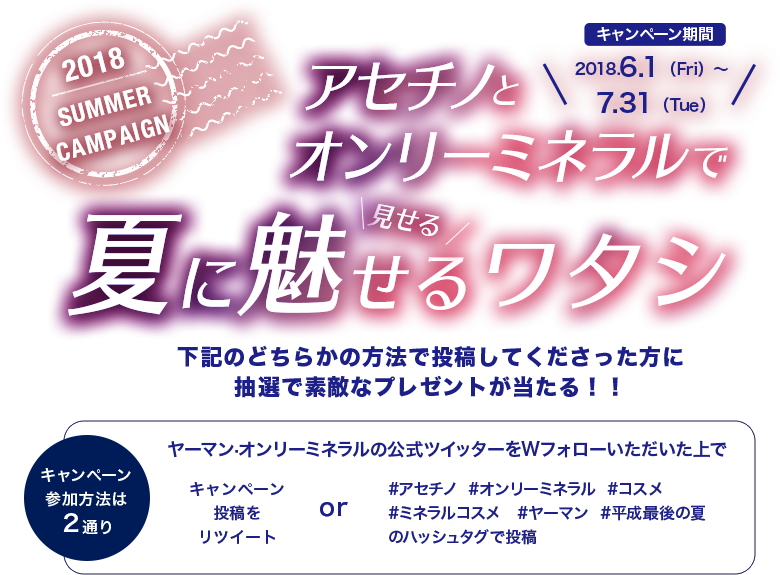 2018
SUMMER
CAMPAIGN
キャンペーン期間
2018.6.1（Fri）～
7.31（Tue）
アセチノと
オンリーミネラルで
見せる
夏に魅せるワタシ
下記のどちらかの方法で投稿してくださった方に
抽選で素敵なプレゼントが当たる！！
キャンペーン
参加方法は
2通り
ヤーマン・オンリーミネラルの公式ツイッターをWフォローいただいた上で
キャンペーン
投稿を
リツイート
or
#アセチノ #オンリーミネラル #コスメ
#ミネラルコスメ #ヤーマン #平成最後の夏
のハッシュタグで投稿